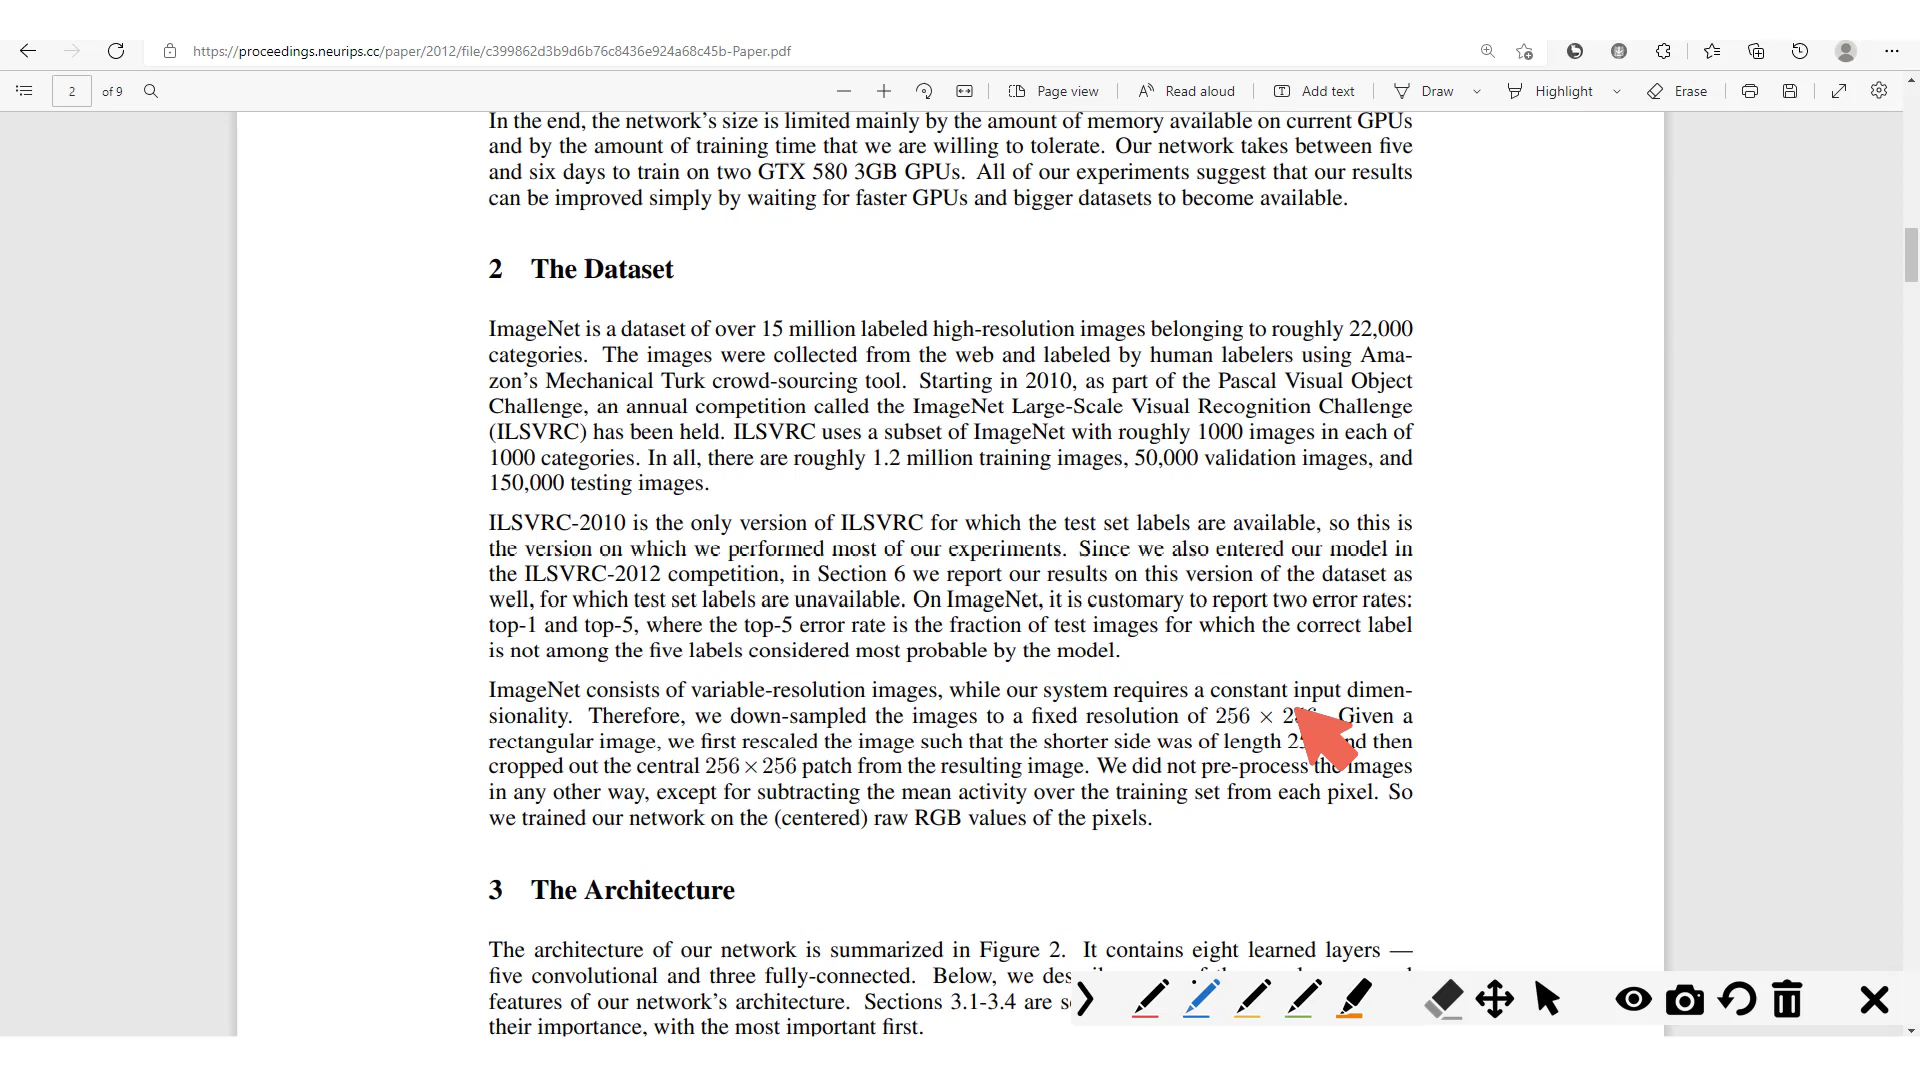 https://proceedings.neurips.cc/paper/2012/file/c399862d3b9d6b76c8436e924a68c45b-Paper.pdf
2 of 9 Page view Read aloud Add text Draw Highlight Erase
In the end, the network's size is limited mainly by the amount of memory available on current GPUs
and by the amount of training time that we are willing to tolerate. Our network takes between five
and six days to train on two GTX 580 3GB GPUs. All of our experiments suggest that our results
can be improved simply by waiting for faster GPUs and bigger datasets to become available.
2 The Dataset
ImageNet is a dataset of over 15 million labeled high-resolution images belonging to roughly 22,000
categories. The images were collected from the web and labeled by human labelers using Ama-
zon's Mechanical Turk crowd-sourcing tool. Starting in 2010, as part of the Pascal Visual Object
Challenge, an annual competition called the ImageNet Large-Scale Visual Recognition Challenge
(ILSVRC) has been held. ILSVRC uses a subset of ImageNet with roughly 1000 images in each of
1000 categories. In all, there are roughly 1.2 million training images, 50,000 validation images, and
150,000 testing images.
ILSVRC-2010 is the only version of ILSVRC for which the test set labels are available, so this is
the version on which we performed most of our experiments. Since we also entered our model in
the ILSVRC-2012 competition, in Section 6 we report our results on this version of the dataset as
well, for which test set labels are unavailable. On ImageNet, it is customary to report two error rates:
top-1 and top-5, where the top-5 error rate is the fraction of test images for which the correct label
is not among the five labels considered most probable by the model.
ImageNet consists of variable-resolution images, while our system requires a constant input dimen-
sionality. Therefore, we down-sampled the images to a fixed resolution of 256 × Given a
rectangular image, we first rescaled the image such that the shorter side was of length then
cropped out the central 256 × 256 patch from the resulting image. We did not pre-process the images
in any other way, except for subtracting the mean activity over the training set from each pixel. So
we trained our network on the (centered) raw RGB values of the pixels.
3 The Architecture
The architecture of our network is summarized in Figure 2. It contains eight learned layers —
five convolutional and three fully-connected. Below, we
features of our network's architecture. Sections 3.1-3.4 are
their importance, with the most important first.